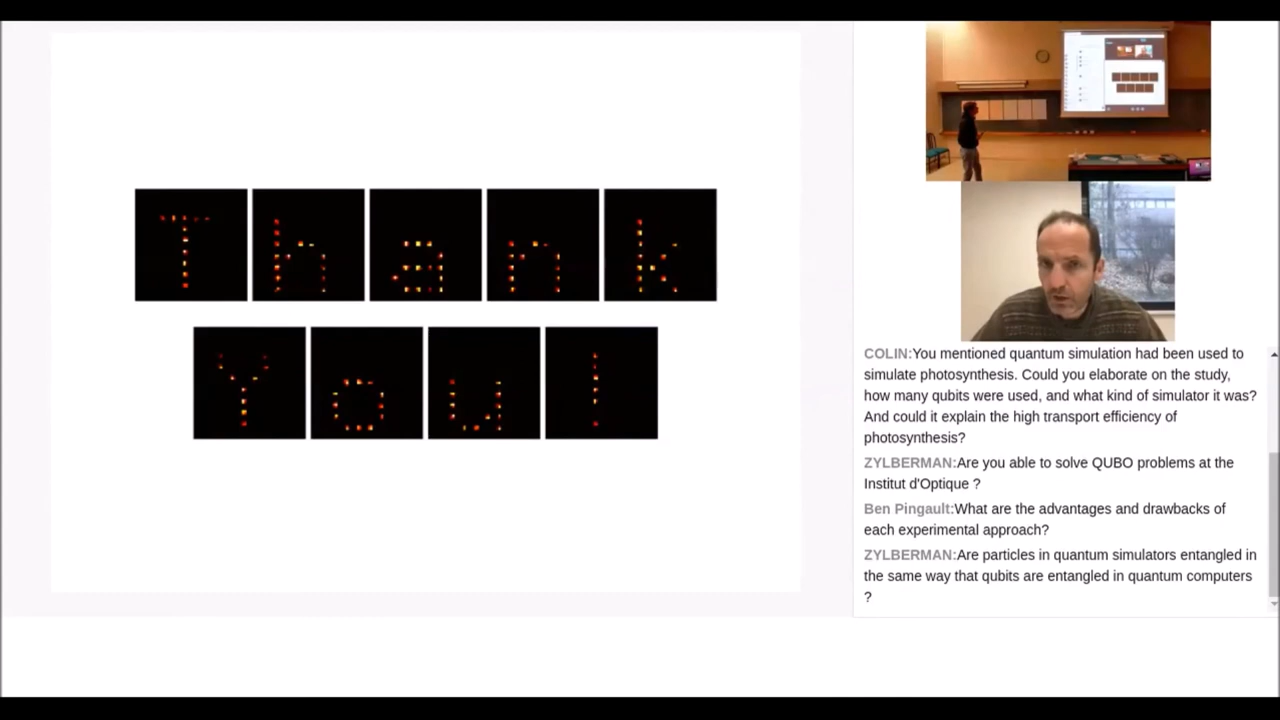 Thank
You!
COLIN:You mentioned quantum simulation had been used to
simulate photosynthesis. Could you elaborate on the study,
how many qubits were used, and what kind of simulator it was?
And could it explain the high transport efficiency of
photosynthesis?
ZYLBERMAN:Are you able to solve QUBO problems at the
Institut d'Optique ?
Ben Pingault:What are the advantages and drawbacks of
each experimental approach?
ZYLBERMAN:Are particles in quantum simulators entangled in
the same way that qubits are entangled in quantum computers
?